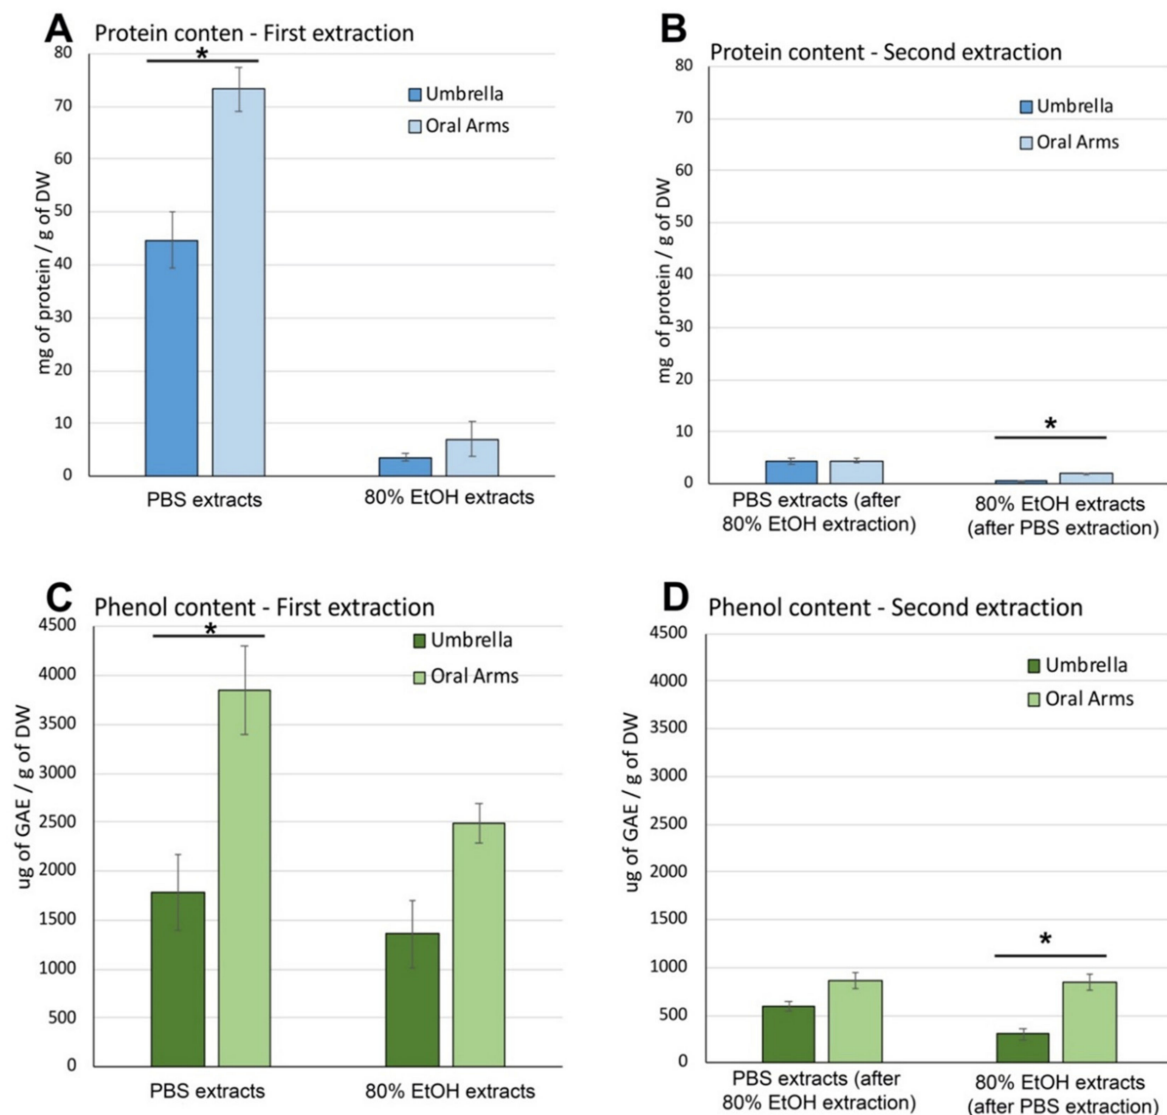 A
Protein conten - First extraction
*
80
70
60
50
40
30
20
10
0
mg of protein / g of DW
Umbrella
Oral Arms
PBS extracts
80% EtOH extracts
B
Protein content - Second extraction
80
70
60
50
40
30
20
10
0
mg of protein / g of DW
Umbrella
Oral Arms
*
PBS extracts (after
80% EtOH extraction)
80% EtOH extracts
(after PBS extraction)
C
Phenol content - First extraction
*
4500
4000
3500
3000
2500
2000
1500
1000
500
0
ug of GAE / g of DW
Umbrella
Oral Arms
PBS extracts
80% EtOH extracts
D
Phenol content - Second extraction
4500
4000
3500
3000
2500
2000
1500
1000
500
0
ug of GAE / g of DW
Umbrella
Oral Arms
*
PBS extracts (after
80% EtOH extraction)
80% EtOH extracts
(after PBS extraction)